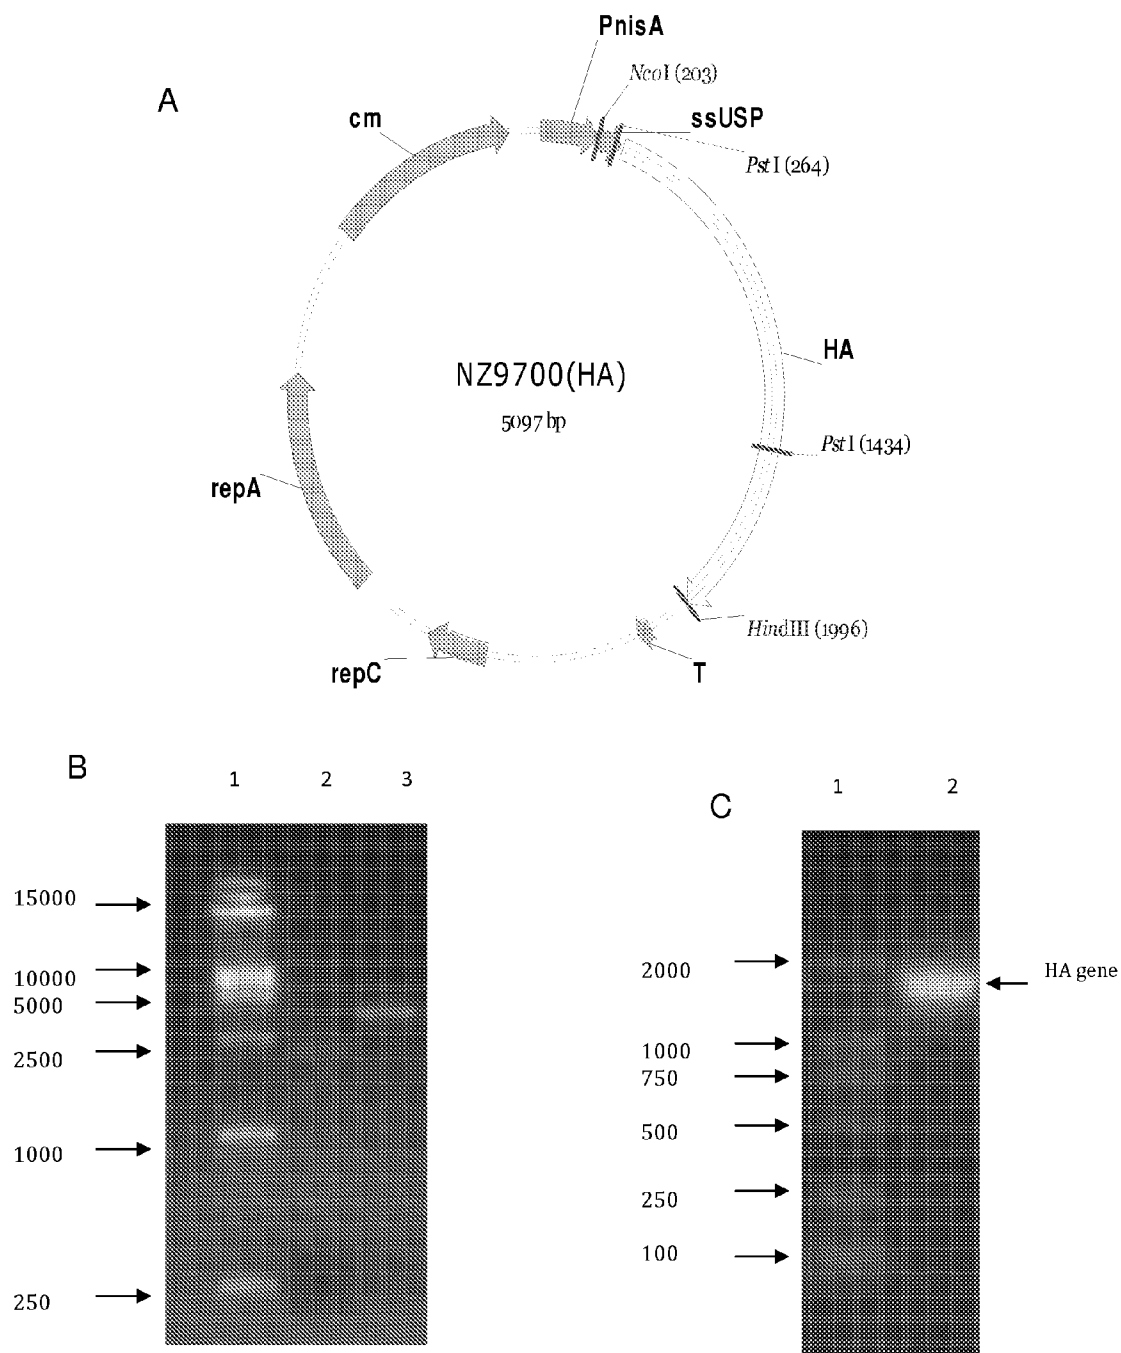 A
PnisA
NcoI (203)
cm
ssUSP
PstI (264)
HA
NZ9700(HA)
5097 bp
PstI (1434)
repA
HindIII (1996)
repC
T
B
1 2 3
15000
10000
5000
2500
1000
250
C
1 2
2000
HA gene
1000
750
500
250
100